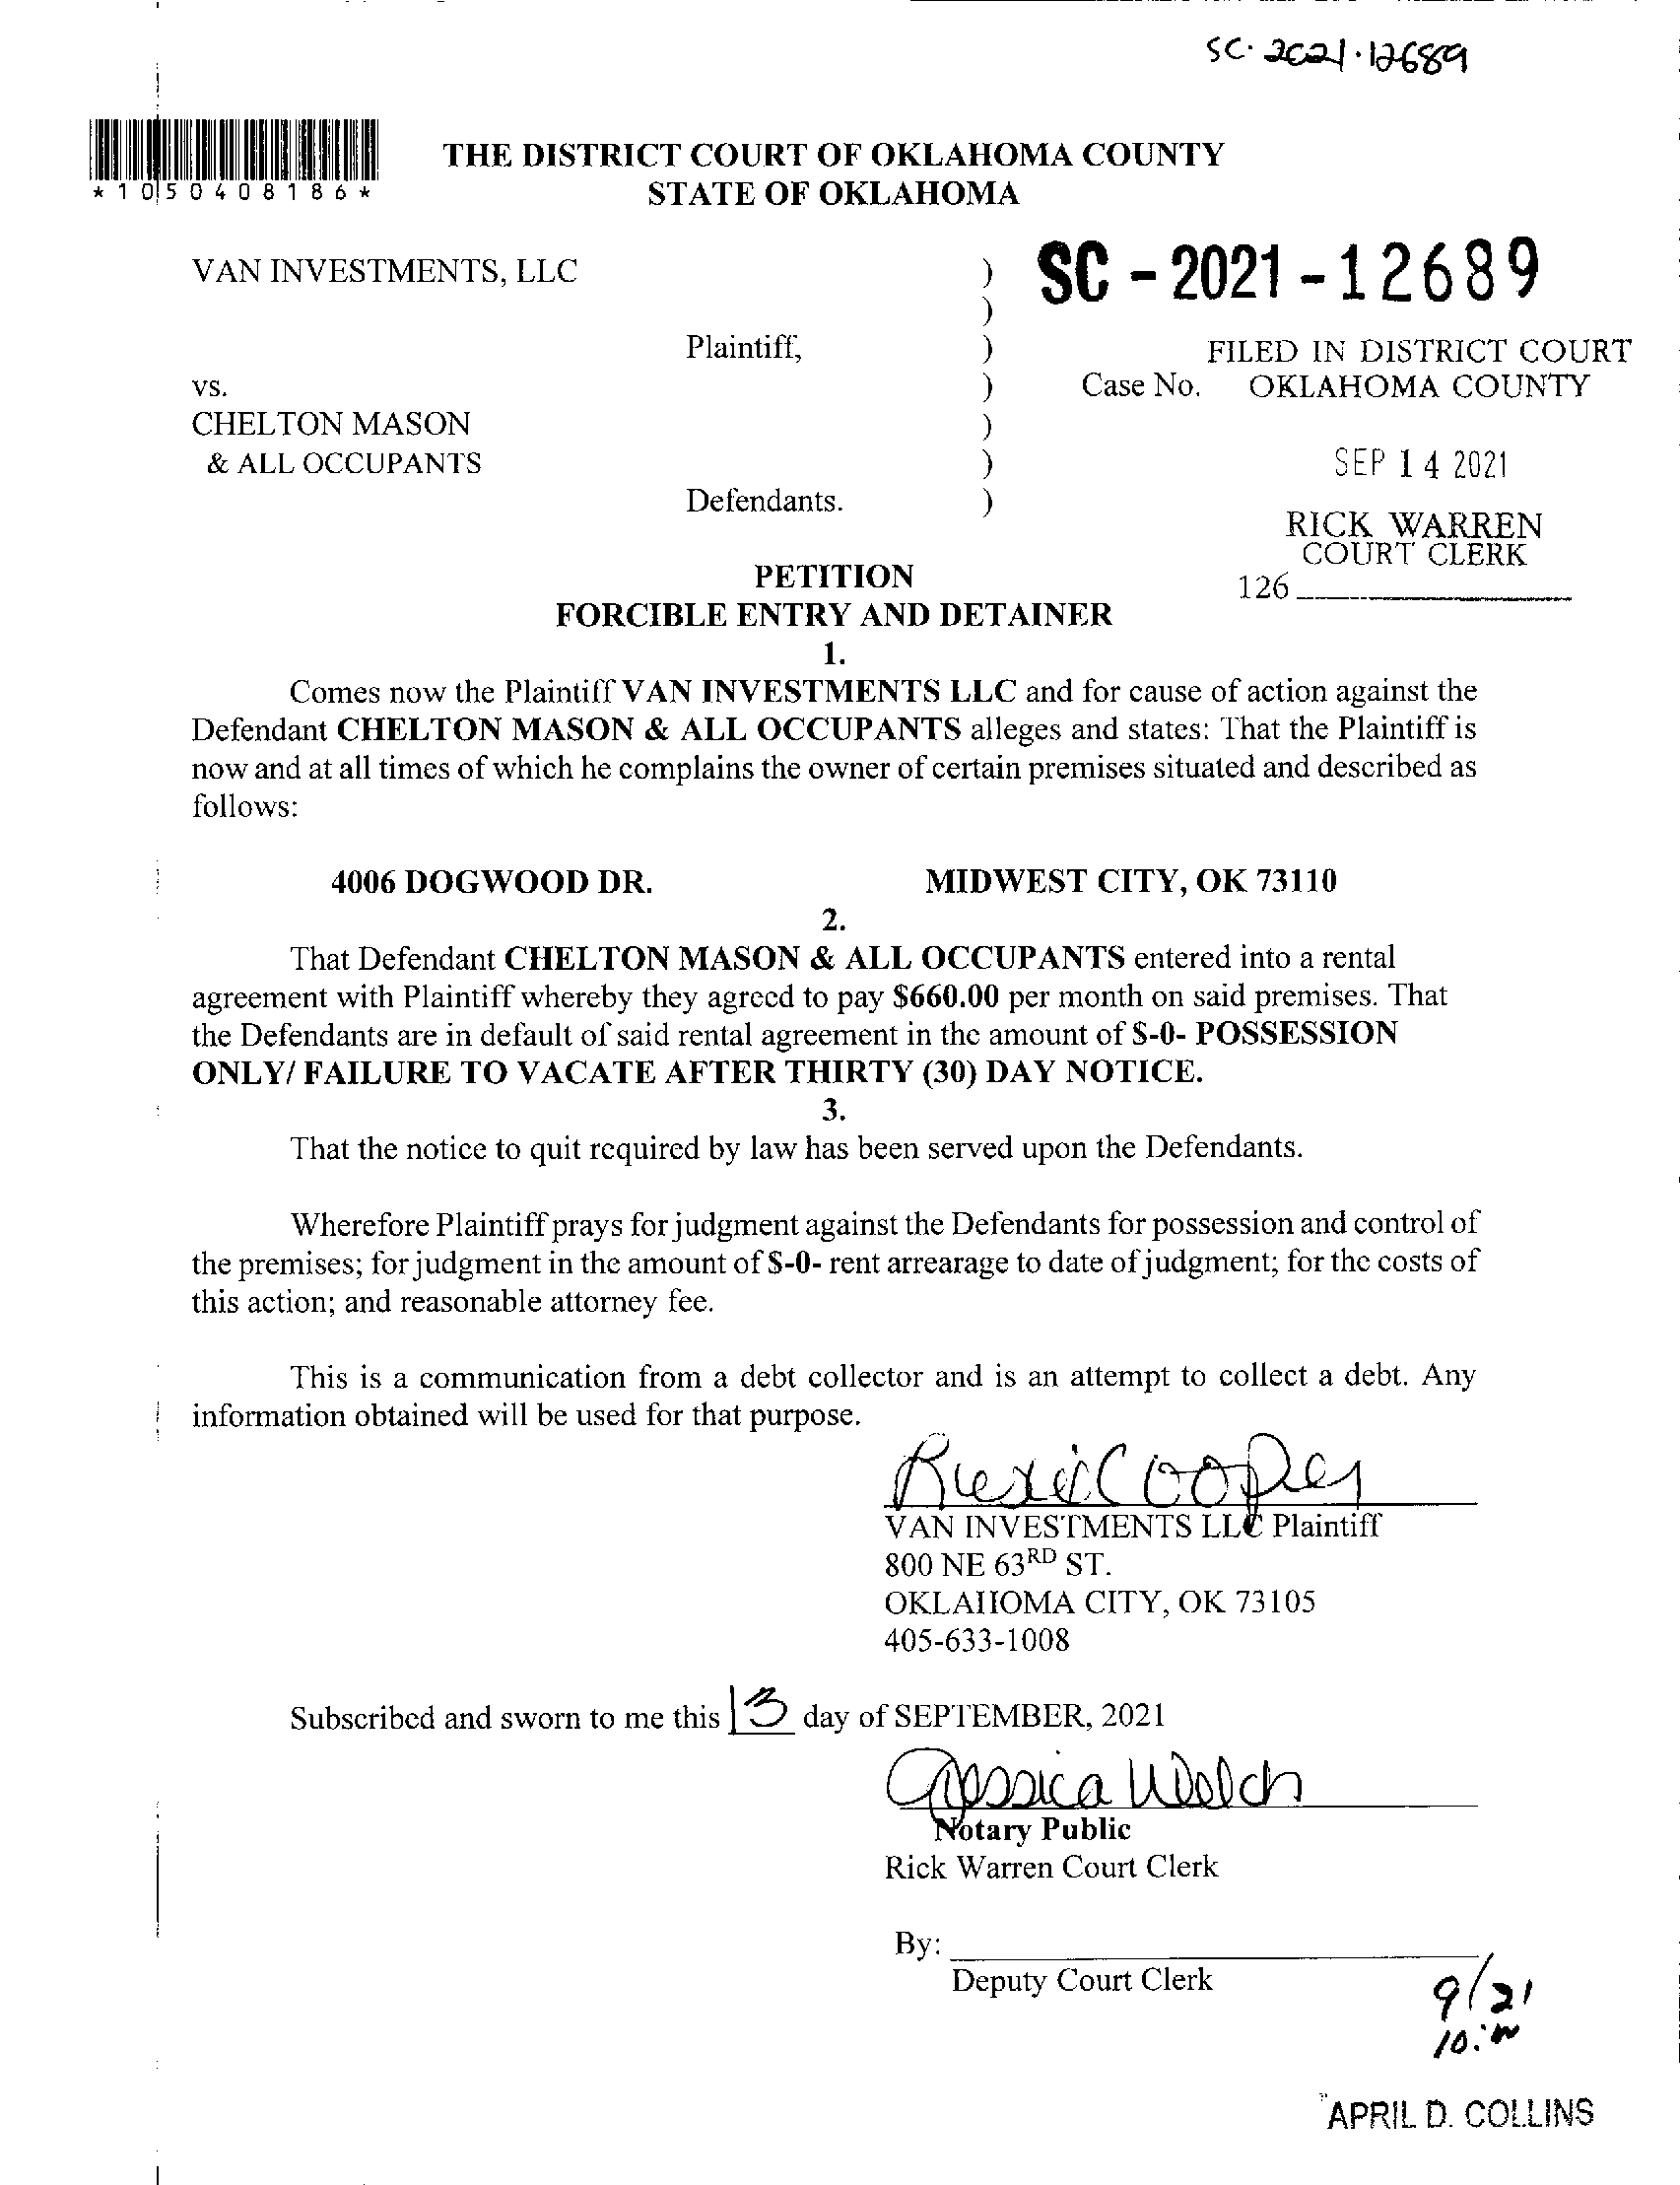 SC-2021-12689
*1050408186*
THE DISTRICT COURT OF OKLAHOMA COUNTY
STATE OF OKLAHOMA
VAN INVESTMENTS, LLC ) SC-2021-12689
)
Plaintiff, ) FILED IN DISTRICT COURT
vs. ) Case No. OKLAHOMA COUNTY
CHELTON MASON )
& ALL OCCUPANTS ) SEP 14 2021
Defendants. )
RICK WARREN
COURT CLERK
PETITION
126
FORCIBLE ENTRY AND DETAINER
1.
Comes now the Plaintiff VAN INVESTMENTS LLC and for cause of action against the
Defendant CHELTON MASON & ALL OCCUPANTS alleges and states: That the Plaintiff is
now and at all times of which he complains the owner of certain premises situated and described as
follows:
4006 DOGWOOD DR. MIDWEST CITY, OK 73110
2.
That Defendant CHELTON MASON & ALL OCCUPANTS entered into a rental
agreement with Plaintiff whereby they agreed to pay $660.00 per month on said premises. That
the Defendants are in default of said rental agreement in the amount of $-0- POSSESSION
ONLY/ FAILURE TO VACATE AFTER THIRTY (30) DAY NOTICE.
3.
That the notice to quit required by law has been served upon the Defendants.
Wherefore Plaintiff prays for judgment against the Defendants for possession and control of
the premises; for judgment in the amount of $-0- rent arrearage to date of judgment; for the costs of
this action; and reasonable attorney fee.
This is a communication from a debt collector and is an attempt to collect a debt. Any
information obtained will be used for that purpose.
Cooper
VAN INVESTMENTS LLC Plaintiff
800 NE 63RD ST.
OKLAHOMA CITY, OK 73105
405-633-1008
Subscribed and sworn to me this 13 day of SEPTEMBER, 2021
Jessica Welch
Notary Public
Rick Warren Court Clerk
By:
Deputy Court Clerk
9/21
APRIL D. COLLINS